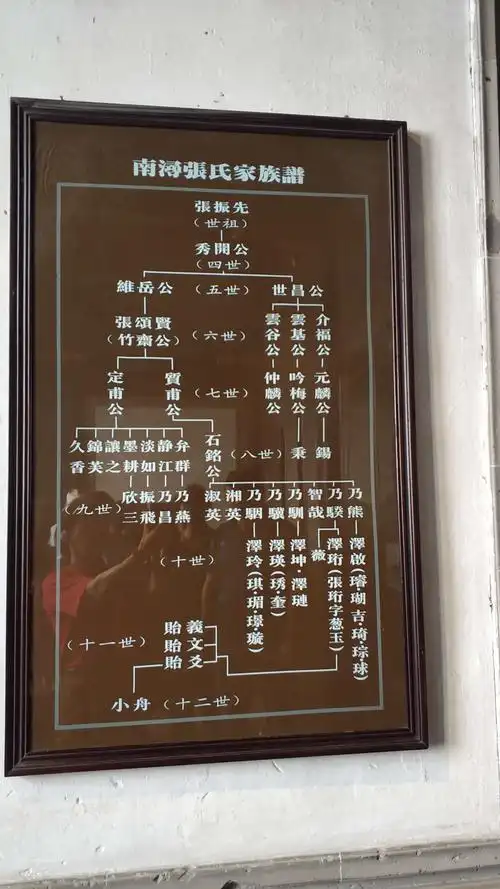 南潯張氏家族譜
張振先
（世祖）
秀開公
（四世）
維岳公
（五世）
世昌公
張頌賢
（竹齋公）
（六世）
雲谷公
雲基公
介福公
定甫公
質甫公
（七世）
仲麟公
吟梅公
元麟公
久香
錦芙
讓之
墨耕
淡如
静江
弁群
石銘公
（八世）
秉
錫
（九世）
欣三
振飛
乃昌
乃燕
淑英
湘英
乃駰
乃驥
乃馴
智哉
乃騤
乃熊
（十世）
澤玲（琪·瑂·璟·璇）
澤瑛（琇·奎）
澤坤·澤璉
薇
澤珩（張珩字葱玉）
澤啟（璿瑚吉·琦·琮·球）
（十一世）
貽義
貽文
貽爻
小舟（十二世）